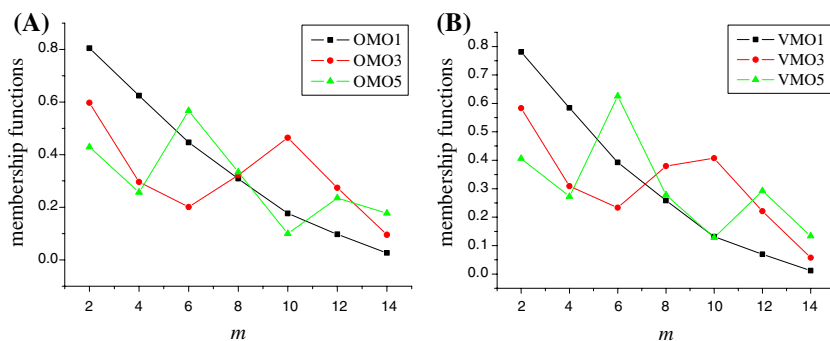 (A)
membership functions
0.8
0.6
0.4
0.2
0.0
2 4 6 8 10 12 14
m
OMO1
OMO3
OMO5
(B)
membership functions
0.8
0.7
0.6
0.5
0.4
0.3
0.2
0.1
0.0
2 4 6 8 10 12 14
m
VMO1
VMO3
VMO5